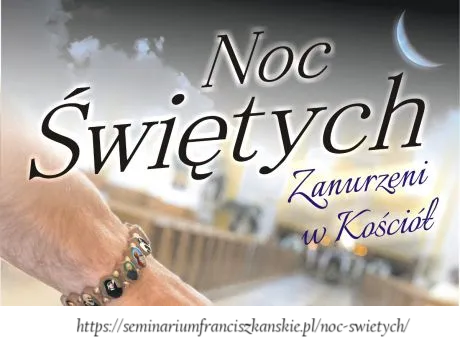 Noc
Świętych
Zanurzeni
w Kościół
https://seminariumfranciszkanskie.pl/noc-swietych/